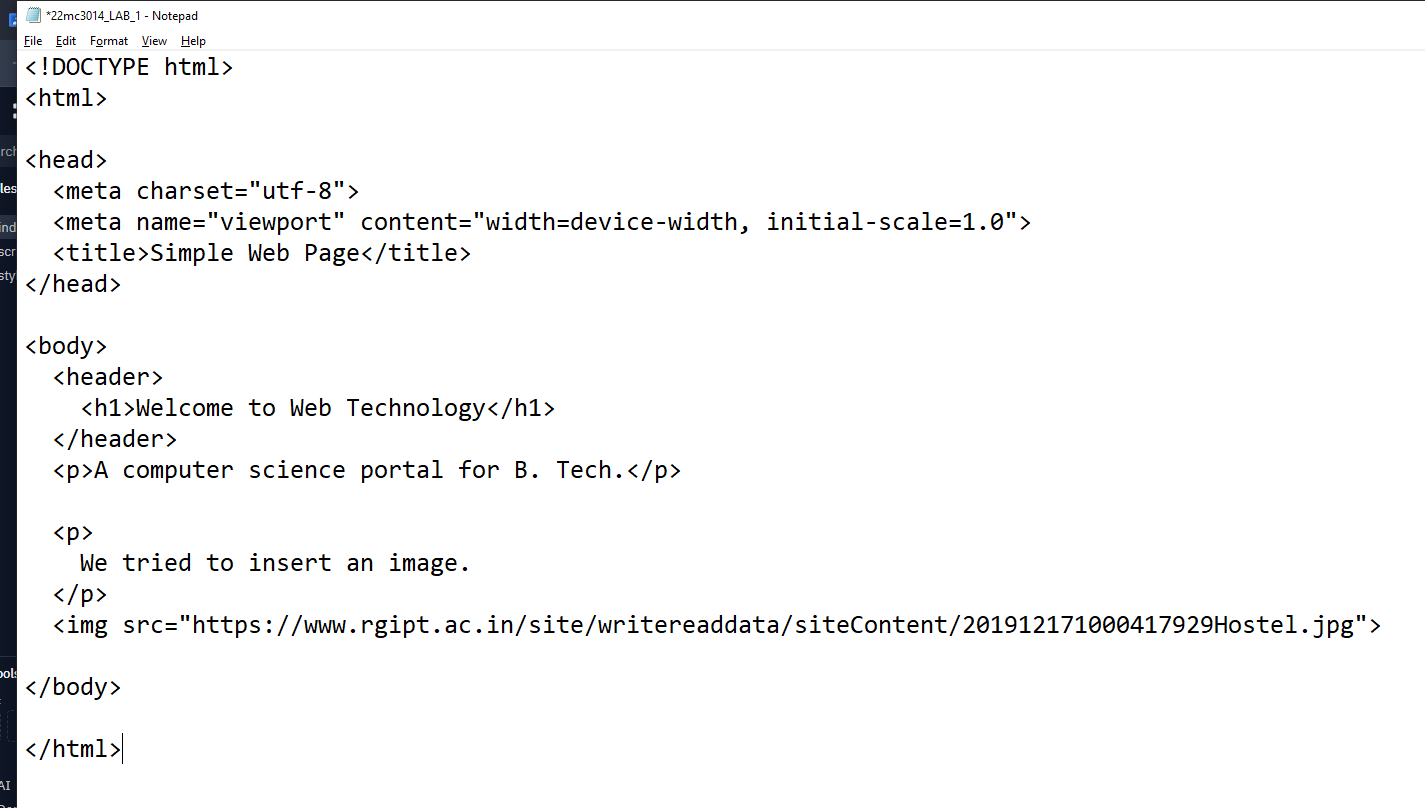 *22mc3014_LAB_1 - Notepad
File Edit Format View Help
<!DOCTYPE html>
<html>

<head>
  <meta charset="utf-8">
  <meta name="viewport" content="width=device-width, initial-scale=1.0">
  <title>Simple Web Page</title>
</head>

<body>
  <header>
    <h1>Welcome to Web Technology</h1>
  </header>
  <p>A computer science portal for B. Tech.</p>

  <p>
    We tried to insert an image.
  </p>
  <img src="https://www.rgipt.ac.in/site/writereaddata/siteContent/201912171000417929Hostel.jpg">

</body>

</html>